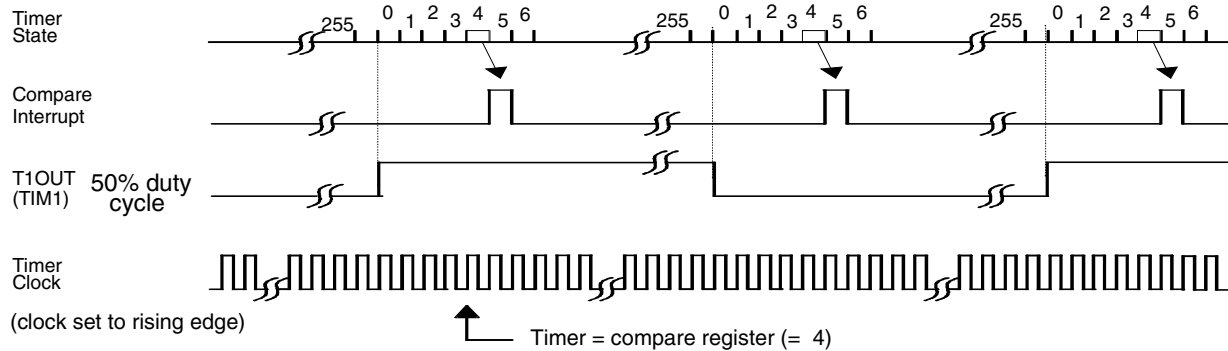 Timer
State
255 0 1 2 3 4 5 6 255 0 1 2 3 4 5 6 255 0 1 2 3 4 5 6
Compare
Interrupt
T1OUT
(TIM1)
50% duty
cycle
Timer
Clock
(clock set to rising edge)
Timer = compare register (= 4)